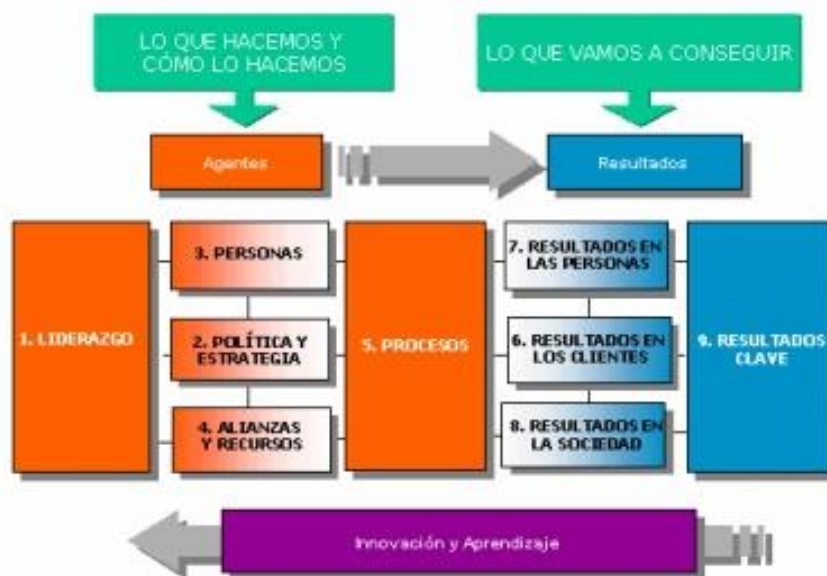 LO QUE HACEMOS Y
CÓMO LO HACEMOS
LO QUE VAMOS A CONSEGUIR
Agentes
Resultados
1. LIDERAZGO
3. PERSONAS
2. POLÍTICA Y
ESTRATEGIA
4. ALIANZAS
Y RECURSOS
5. PROCESOS
7. RESULTADOS EN
LAS PERSONAS
6. RESULTADOS EN
LOS CLIENTES
8. RESULTADOS EN
LA SOCIEDAD
9. RESULTADOS
CLAVE
Innovación y Aprendizaje